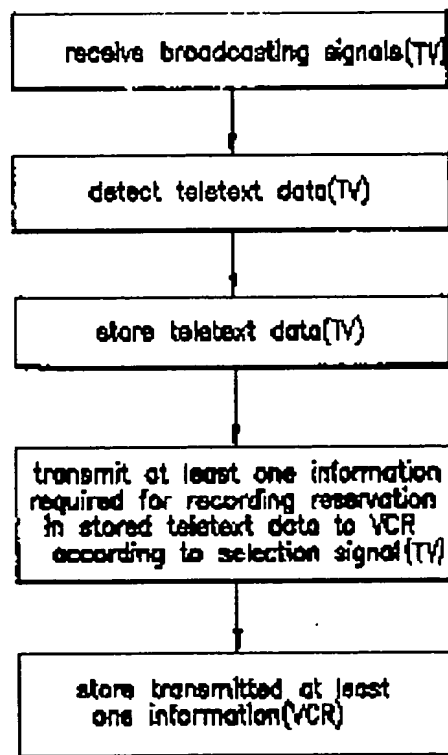 receive broadcasting signals(TV)
detect teletext data(TV)
store teletext data(TV)
transmit at least one information
required for recording reservation
in stored teletext data to VCR
according to selection signal(TV)
store transmitted at least
one information(VCR)